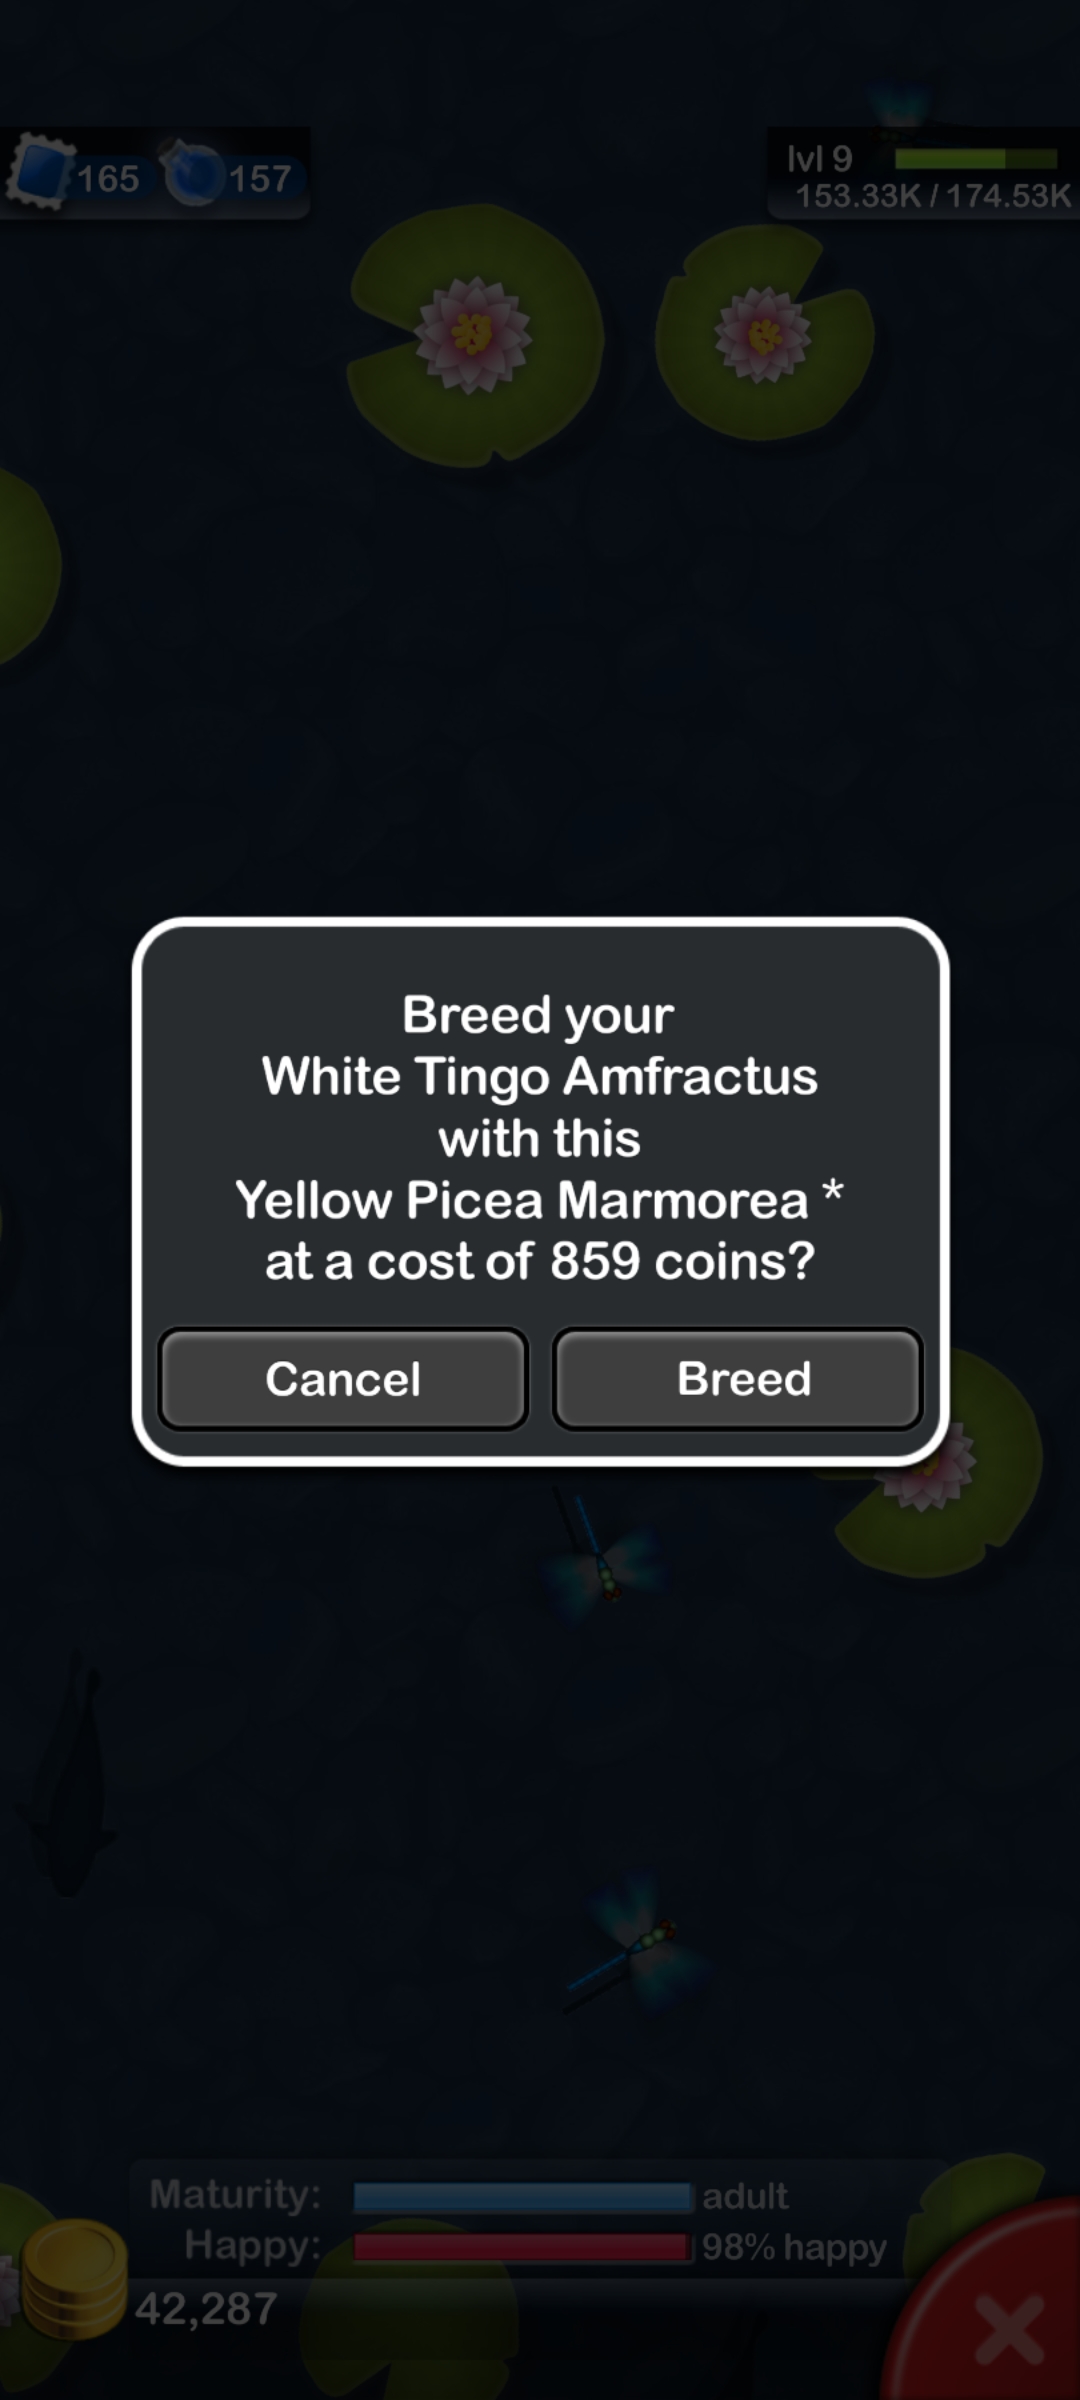 165 157
lvl 9
153.33K / 174.53K
Breed your
White Tingo Amfractus
with this
Yellow Picea Marmorea *
at a cost of 859 coins?
Cancel Breed
Maturity: adult
Happy: 98% happy
42,287